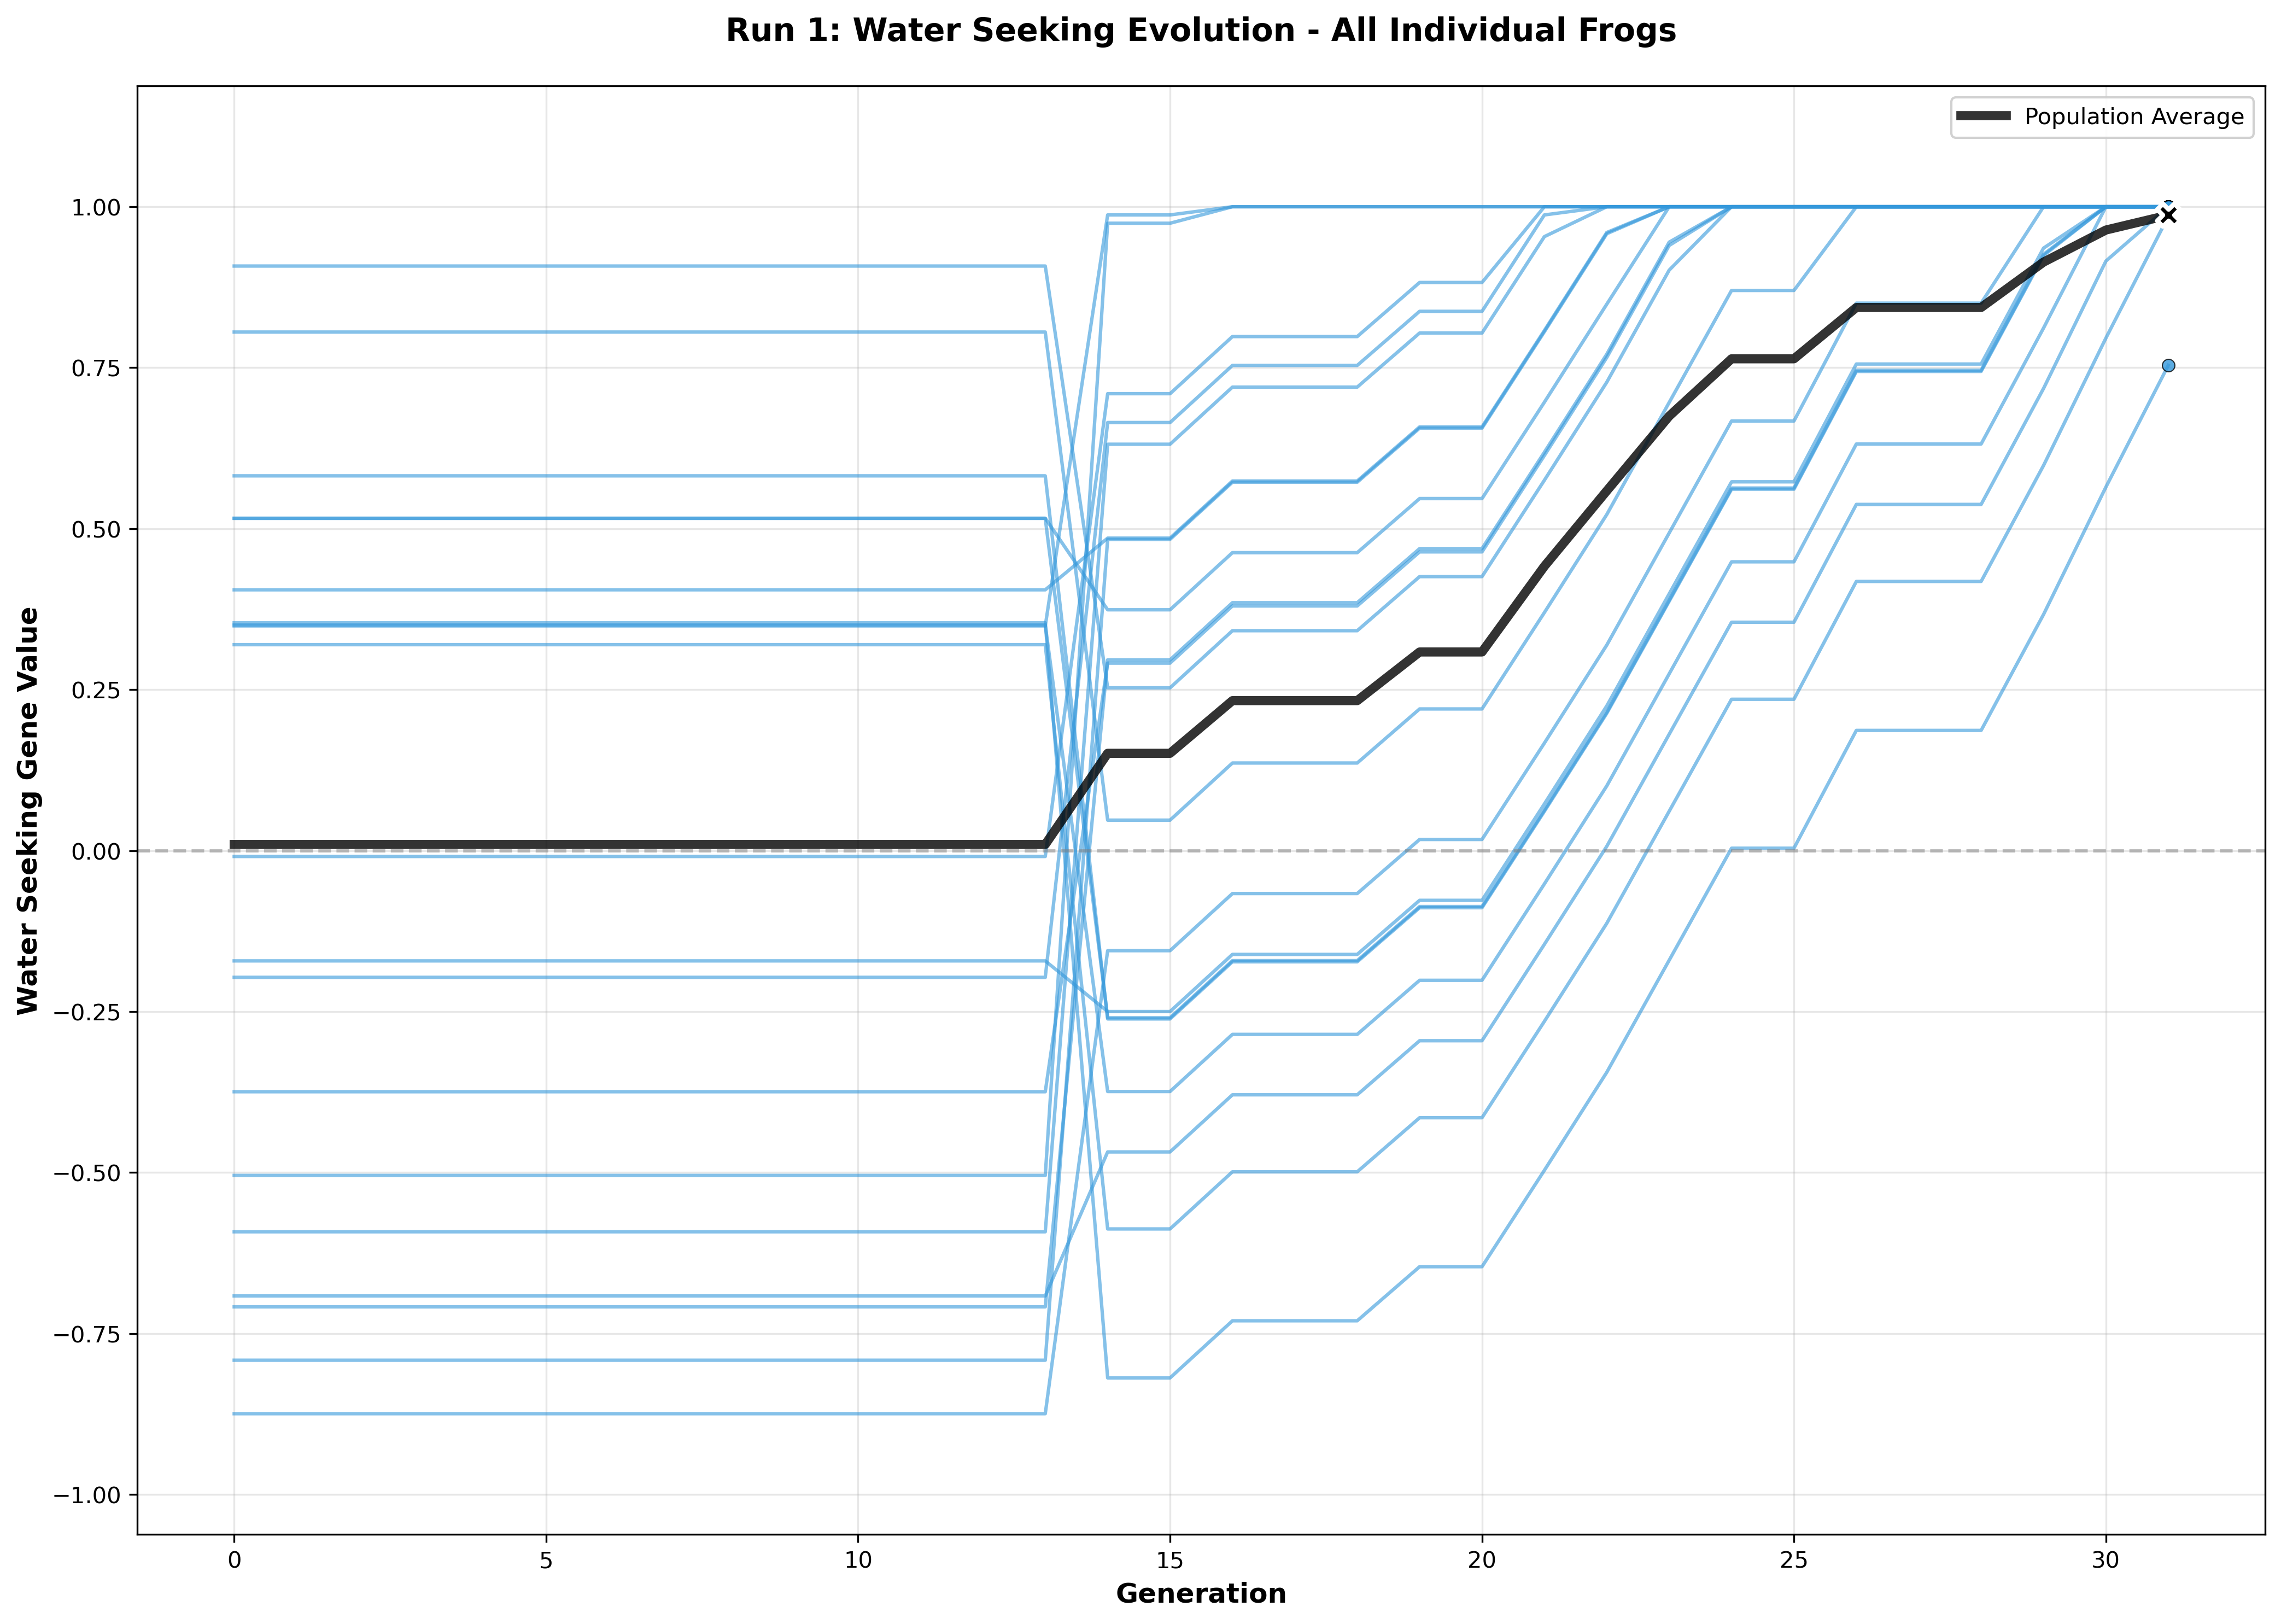 Run 1: Water Seeking Evolution - All Individual Frogs
Population Average
Water Seeking Gene Value
1.00
0.75
0.50
0.25
0.00
−0.25
−0.50
−0.75
−1.00
0 5 10 15 20 25 30
Generation